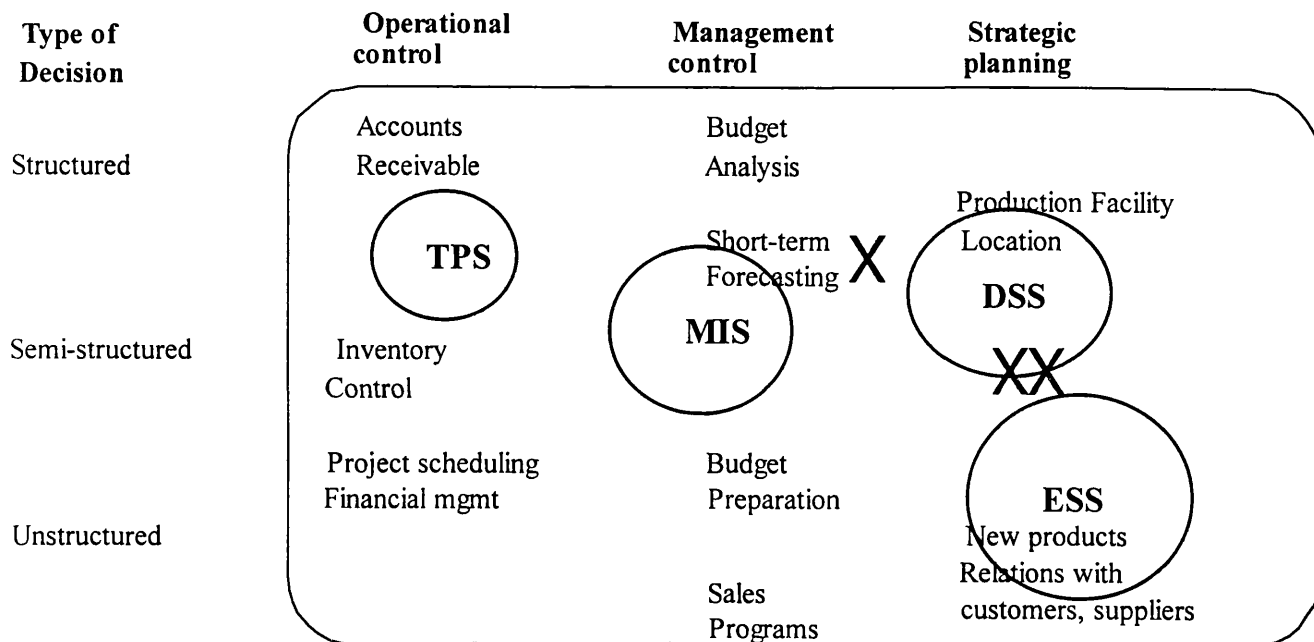 Type of
Decision
Operational
control
Management
control
Strategic
planning
Structured
Accounts
Receivable
Budget
Analysis
Production Facility
Location
TPS
Short-term
Forecasting
X
DSS
MIS
Semi-structured
Inventory
Control
XX
Project scheduling
Financial mgmt
Budget
Preparation
ESS
Unstructured
New products
Relations with
customers, suppliers
Sales
Programs